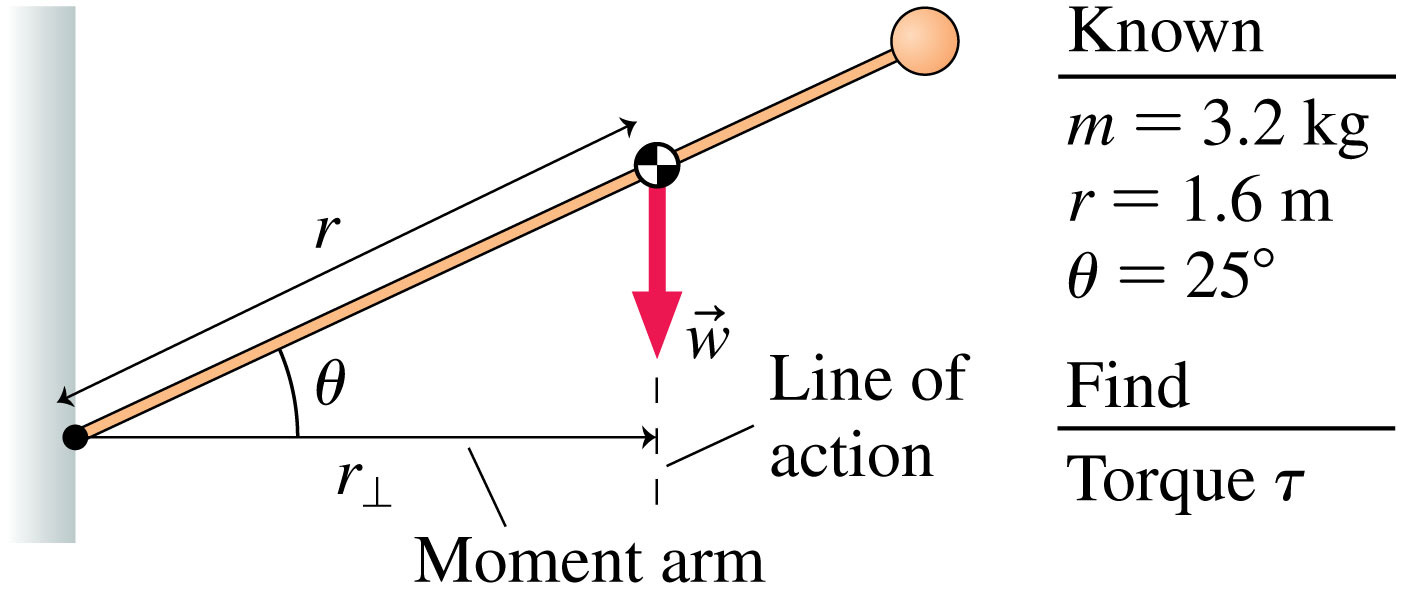 Known
m = 3.2 kg
r = 1.6 m
θ = 25°
Find
Torque τ
r
θ
w⃗
r⊥
Line of
action
Moment arm